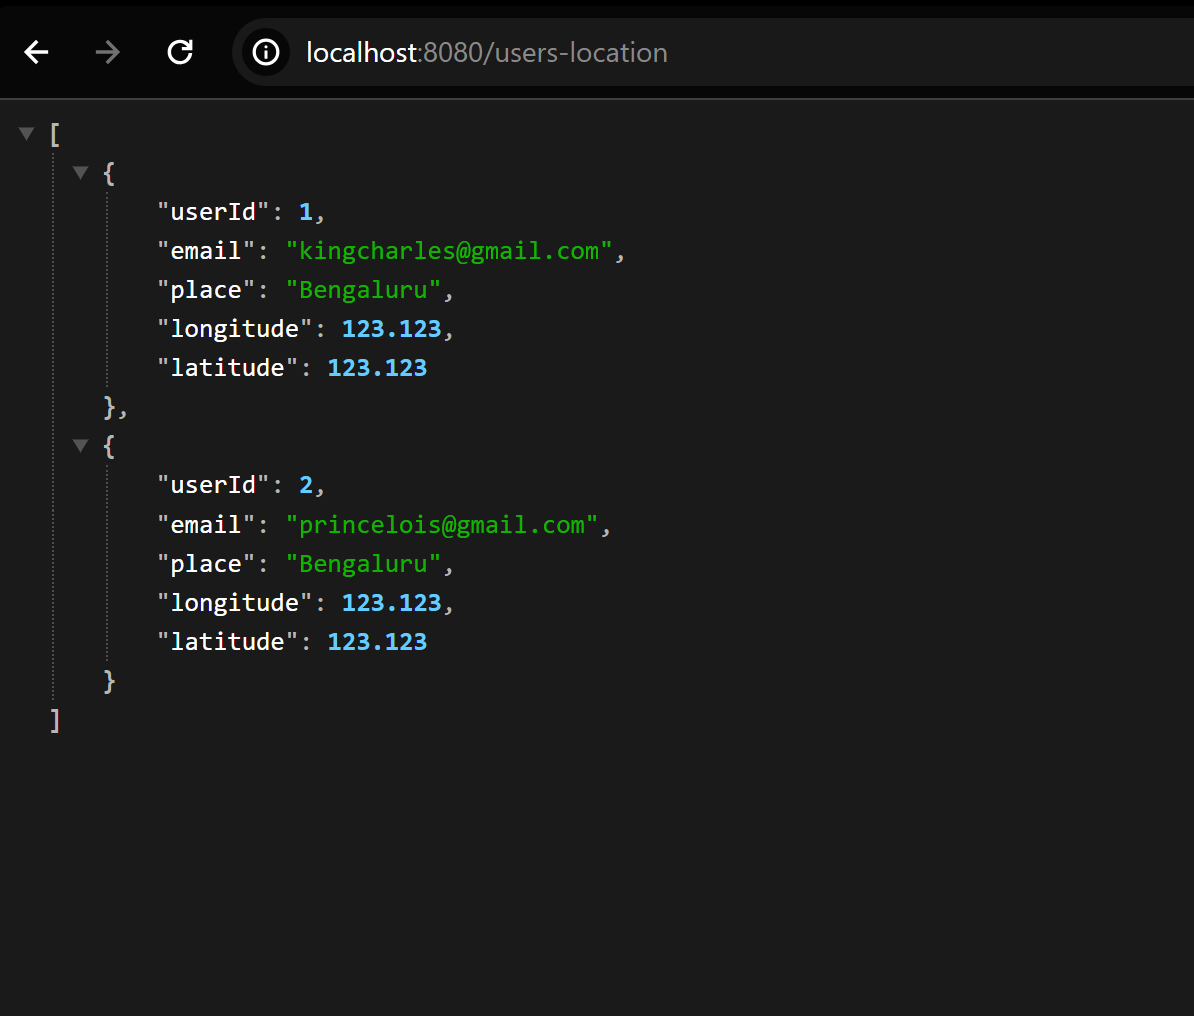 localhost:8080/users-location
[
{
"userId": 1,
"email": "kingcharles@gmail.com",
"place": "Bengaluru",
"longitude": 123.123,
"latitude": 123.123
},
{
"userId": 2,
"email": "princelois@gmail.com",
"place": "Bengaluru",
"longitude": 123.123,
"latitude": 123.123
}
]